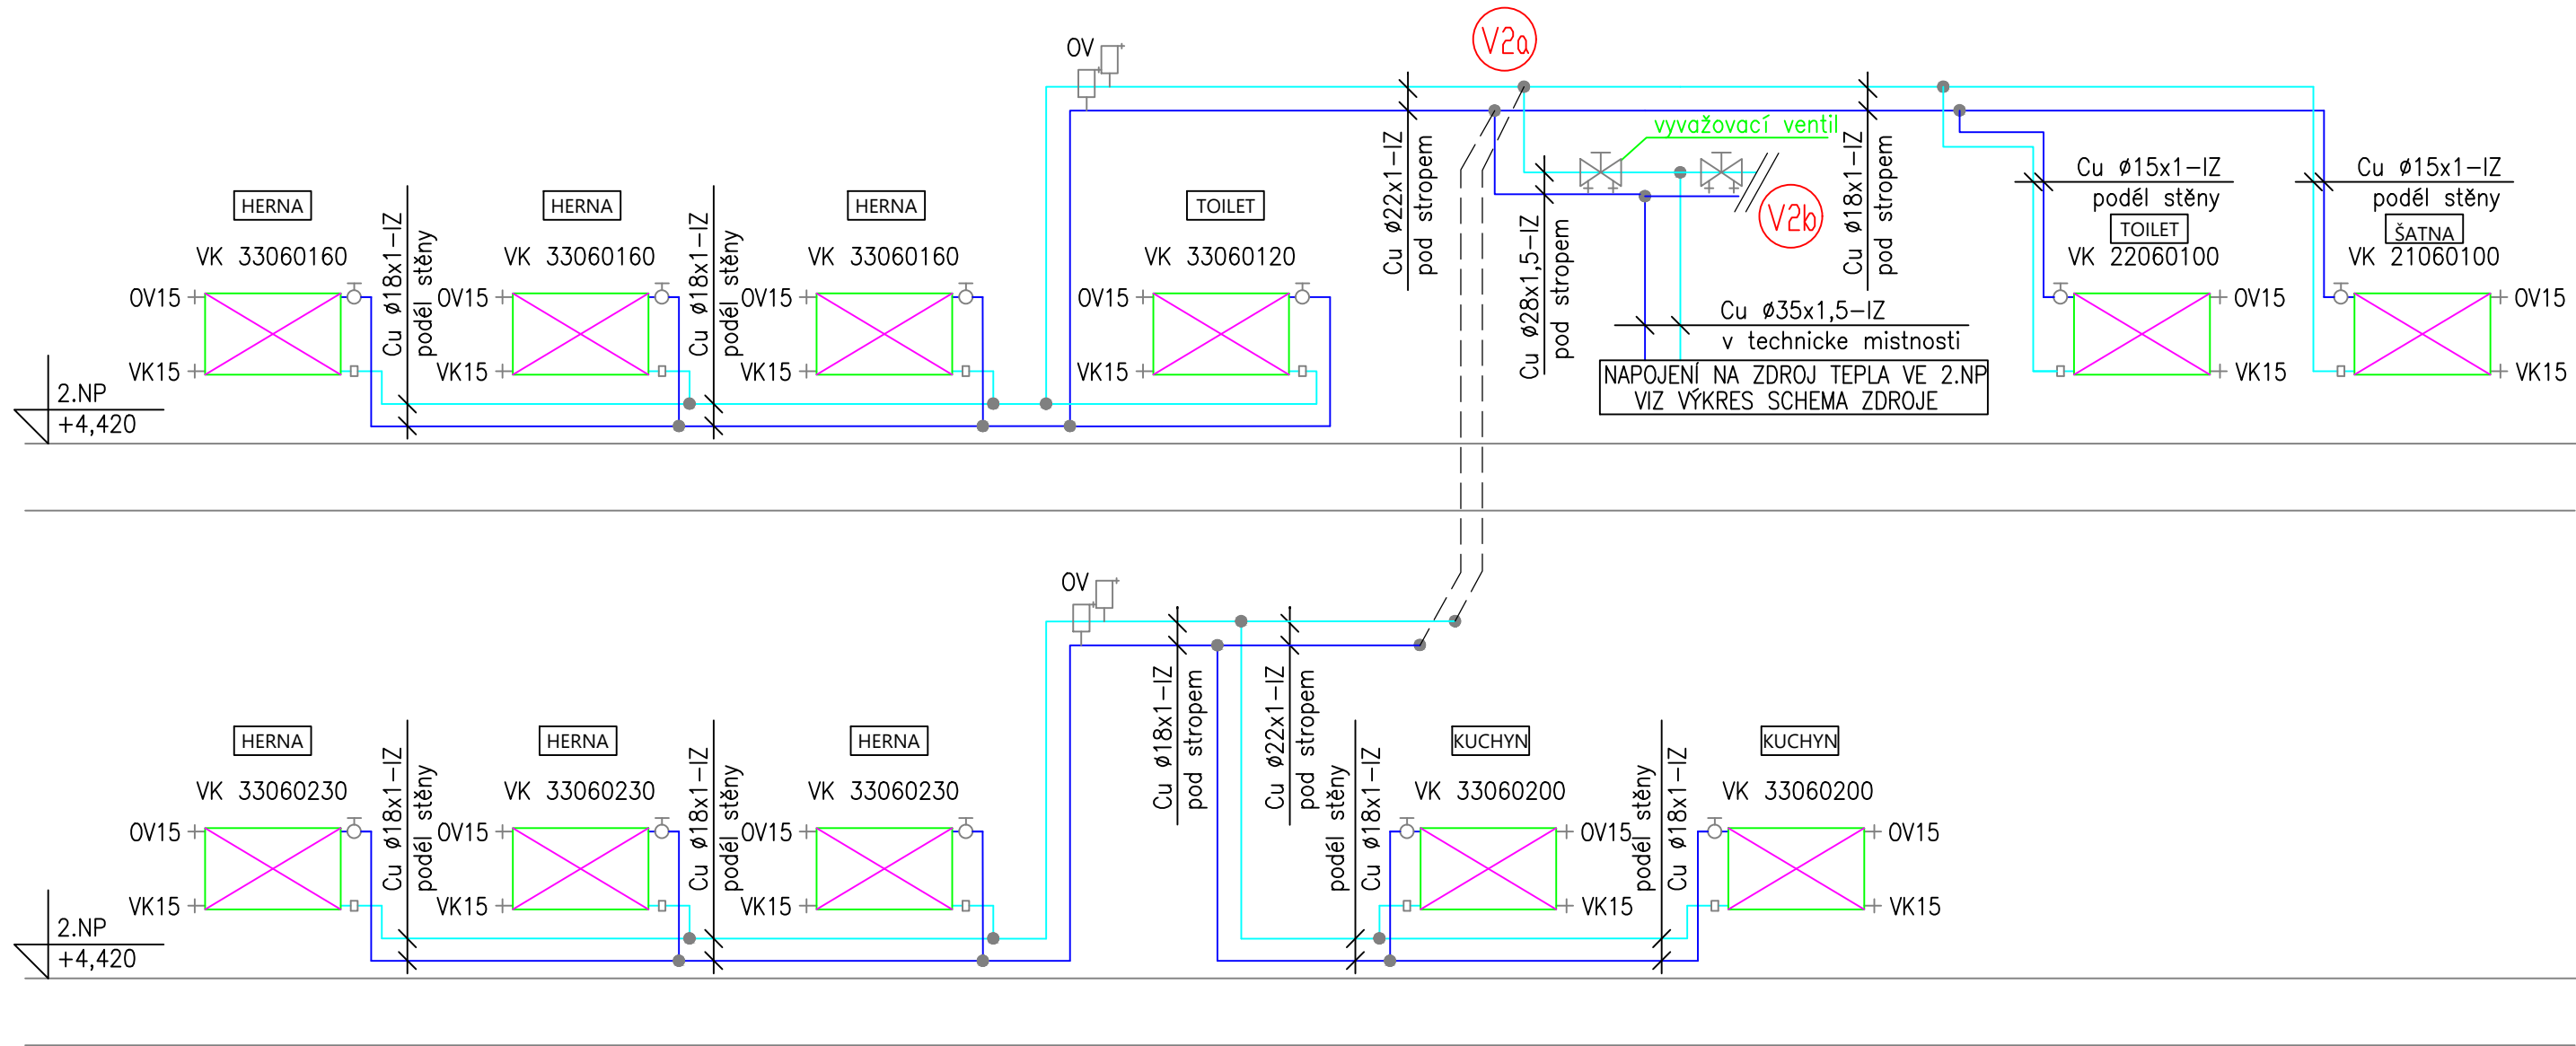 OV
V2a
vyvažovací ventil
V2b
Cu ø22x1-IZ
pod stropem
Cu ø28x1,5-IZ
pod stropem
Cu ø18x1-IZ
pod stropem
Cu ø15x1-IZ
podél stěny
Cu ø15x1-IZ
podél stěny
HERNA
VK 33060160
OV15
VK15
Cu ø18x1-IZ
podél stěny
HERNA
VK 33060160
OV15
VK15
Cu ø18x1-IZ
podél stěny
HERNA
VK 33060160
OV15
VK15
TOILET
VK 33060120
OV15
VK15
Cu ø35x1,5-IZ
v technicke mistnosti
NAPOJENÍ NA ZDROJ TEPLA VE 2.NP
VIZ VÝKRES SCHEMA ZDROJE
TOILET
VK 22060100
OV15
VK15
ŠATNA
VK 21060100
OV15
VK15
2.NP
+4,420
OV
Cu ø18x1-IZ
pod stropem
Cu ø22x1-IZ
pod stropem
HERNA
VK 33060230
OV15
VK15
Cu ø18x1-IZ
podél stěny
HERNA
VK 33060230
OV15
VK15
Cu ø18x1-IZ
podél stěny
HERNA
VK 33060230
OV15
VK15
podél stěny
Cu ø18x1-IZ
KUCHYN
VK 33060200
OV15
VK15
podél stěny
Cu ø18x1-IZ
KUCHYN
VK 33060200
OV15
VK15
2.NP
+4,420